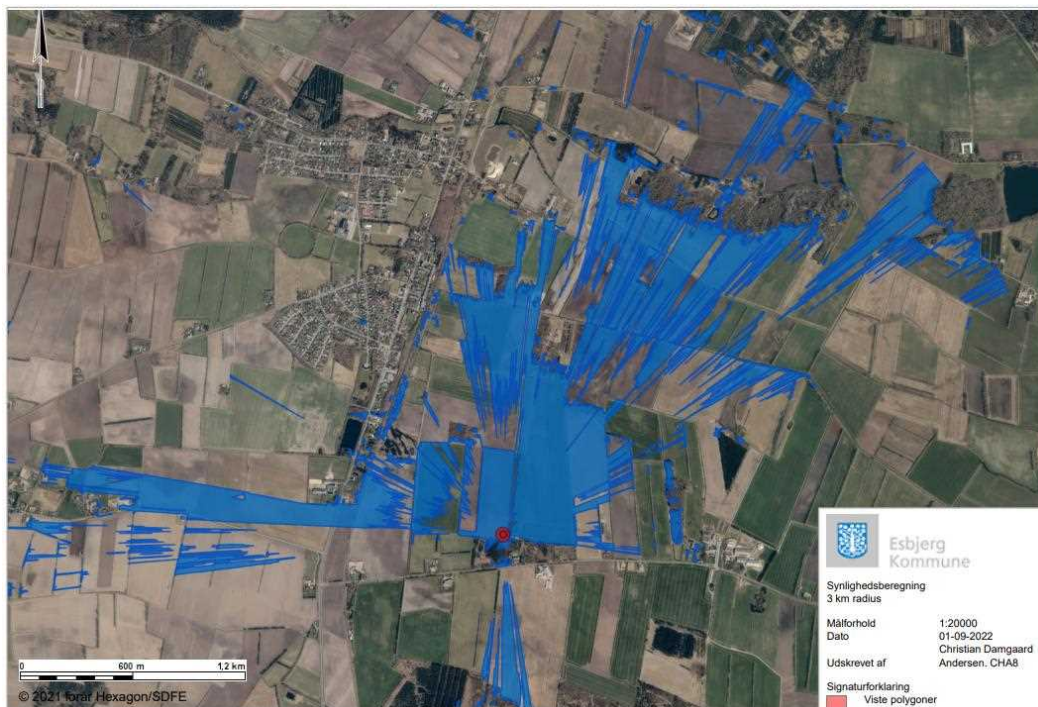 Esbjerg
Kommune
Synlighedsberegning
3 km radius
Målforhold 1:20000
Dato 01-09-2022
Christian Damgaard
Udskrevet af Andersen. CHA8
Signaturforklaring
Viste polygoner
0 600 m 1,2 km
© 2021 forår Hexagon/SDFE